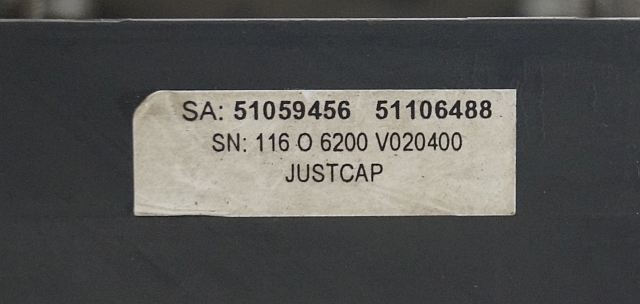 SA: 51059456 51106488
SN: 116 O 6200 V020400
JUSTCAP